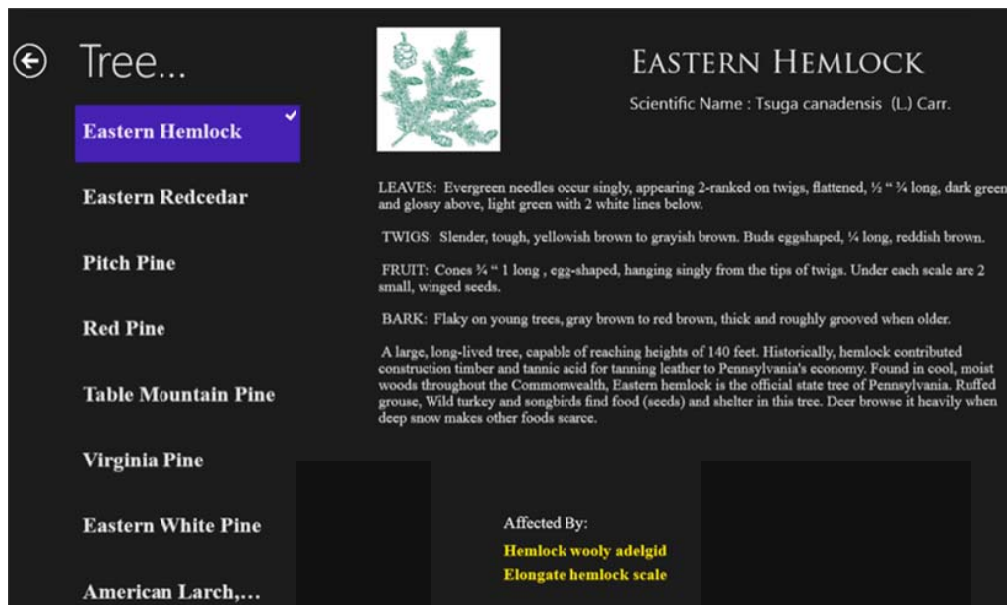 Tree...
Eastern Hemlock
Eastern Redcedar
Pitch Pine
Red Pine
Table Mountain Pine
Virginia Pine
Eastern White Pine
American Larch,...
EASTERN HEMLOCK
Scientific Name : Tsuga canadensis (L.) Carr.
LEAVES: Evergreen needles occur singly, appearing 2-ranked on twigs, flattened, ½ “ ¾ long, dark green
and glossy above, light green with 2 white lines below.
TWIGS: Slender, tough, yellowish brown to grayish brown. Buds eggshaped, ¼ long, reddish brown.
FRUIT: Cones ¾ “ 1 long , egg-shaped, hanging singly from the tips of twigs. Under each scale are 2
small, winged seeds.
BARK: Flaky on young trees, gray brown to red brown, thick and roughly grooved when older.
A large, long-lived tree, capable of reaching heights of 140 feet. Historically, hemlock contributed
construction timber and tannic acid for tanning leather to Pennsylvania's economy. Found in cool, moist
woods throughout the Commonwealth, Eastern hemlock is the official state tree of Pennsylvania. Ruffed
grouse, Wild turkey and songbirds find food (seeds) and shelter in this tree. Deer browse it heavily when
deep snow makes other foods scarce.
Affected By:
Hemlock wooly adelgid
Elongate hemlock scale